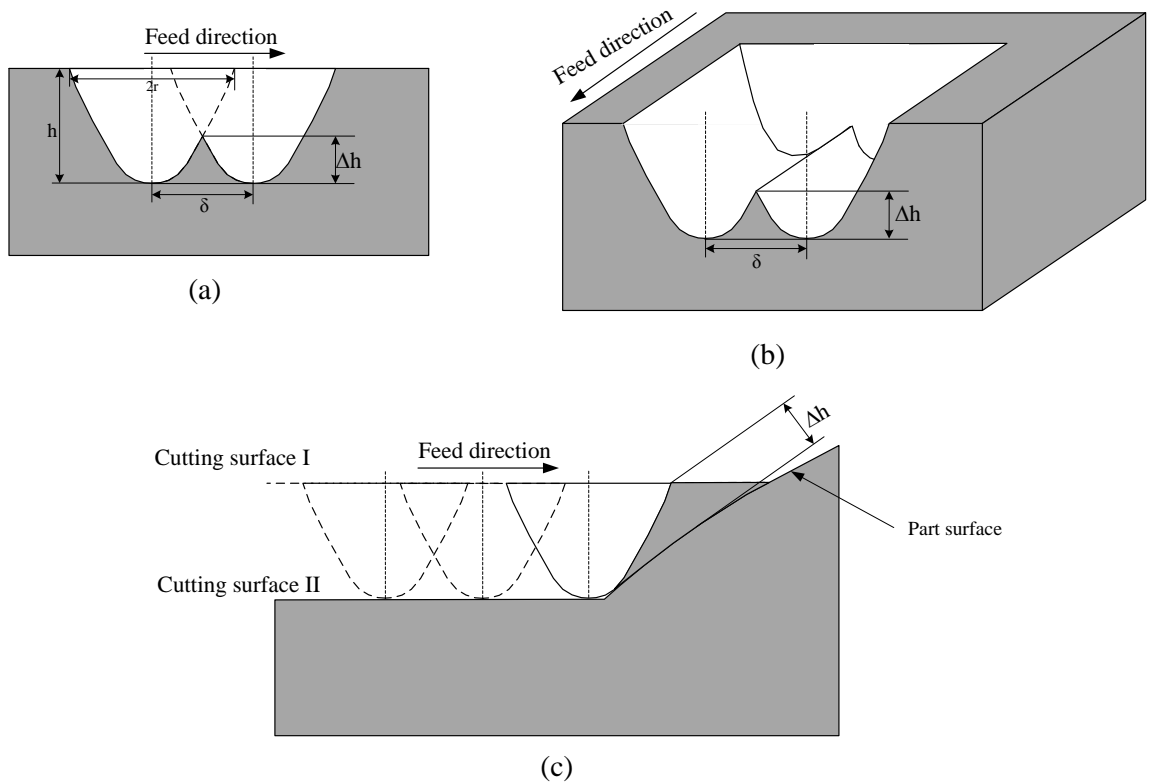 Feed direction
2r
h
Δh
δ
(a)
Feed direction
Δh
δ
(b)
Δh
Cutting surface I
Feed direction
Part surface
Cutting surface II
(c)